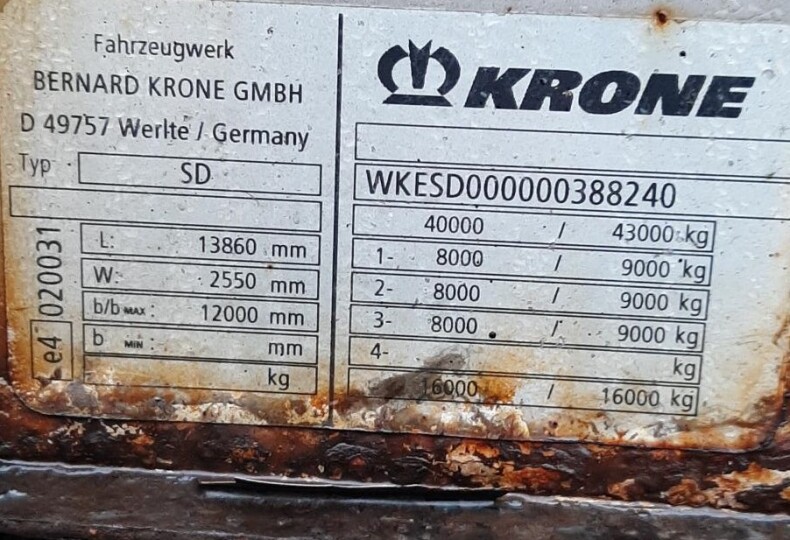 Fahrzeugwerk
BERNARD KRONE GMBH
D 49757 Werlte / Germany
Typ SD
L: 13860 mm
W: 2550 mm
b/b MAX: 12000 mm
b MIN: mm
kg
e4 020031
KRONE
WKESD000000388240
40000 / 43000 kg
1- 8000 / 9000 kg
2- 8000 / 9000 kg
3- 8000 / 9000 kg
4- kg
16000 / 16000 kg